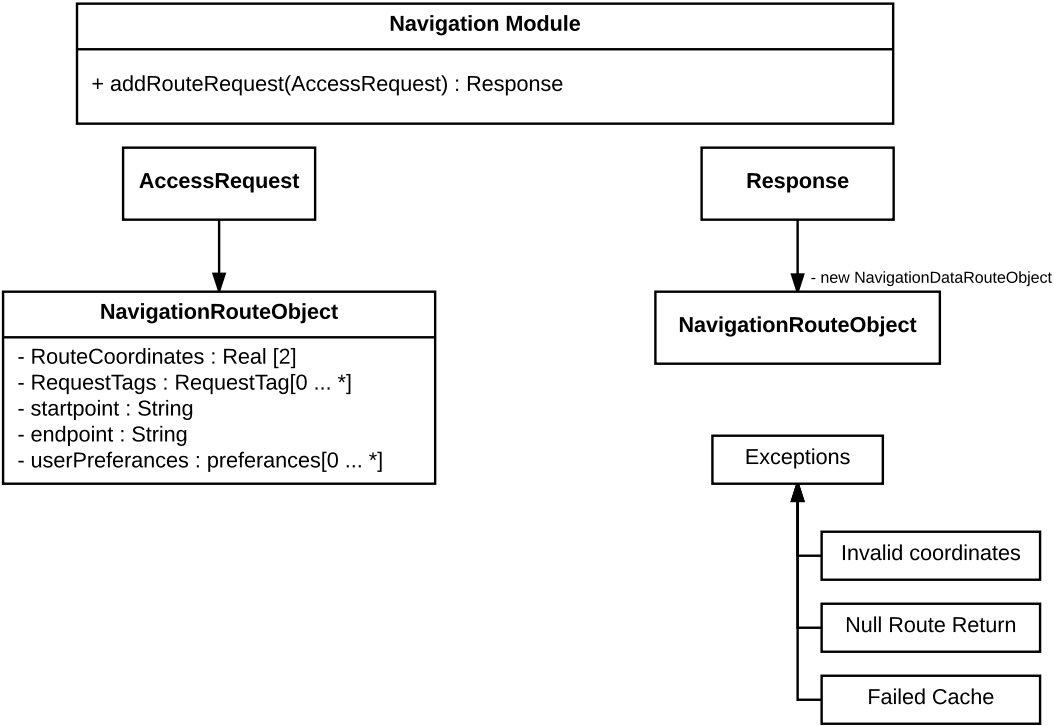 Navigation Module
+ addRouteRequest(AccessRequest) : Response
AccessRequest
Response
- new NavigationDataRouteObject
NavigationRouteObject
- RouteCoordinates : Real [2]
- RequestTags : RequestTag[0 ... *]
- startpoint : String
- endpoint : String
- userPreferances : preferances[0 ... *]
NavigationRouteObject
Exceptions
Invalid coordinates
Null Route Return
Failed Cache